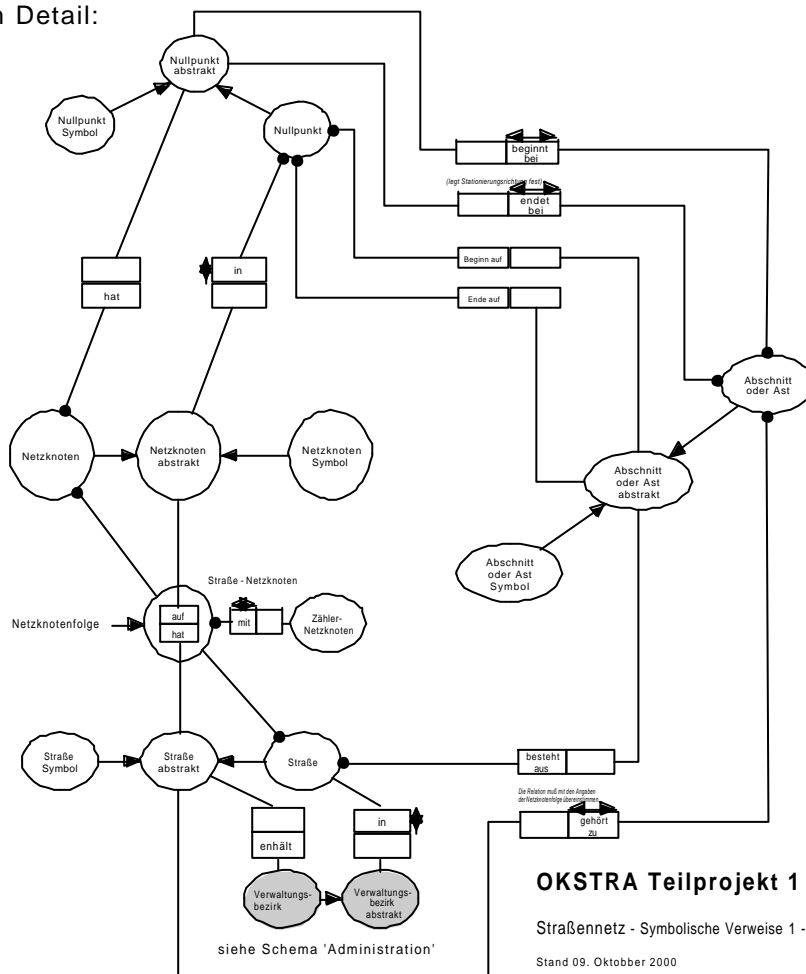 n Detail:
Nullpunkt
abstrakt
Nullpunkt
Symbol
Nullpunkt
beginnt
bei
(legt Stationierungsrichtung fest)
endet
bei
Beginn auf
in
hat
Ende auf
Abschnitt
oder Ast
Netzknoten
Netzknoten
abstrakt
Netzknoten
Symbol
Abschnitt
oder Ast
abstrakt
Abschnitt
oder Ast
Symbol
Straße - Netzknoten
Netzknotenfolge
auf
hat
mit
Zähler-
Netzknoten
Straße
Symbol
Straße
abstrakt
Straße
besteht
aus
Die Relation muß mit den Angaben
der Netzknotenfolge übereinstimmen
gehört
zu
enhält
in
Verwaltungs-
bezirk
Verwaltungs-
bezirk
abstrakt
siehe Schema 'Administration'
OKSTRA Teilprojekt 1
Straßennetz - Symbolische Verweise 1 -
Stand 09. Oktobber 2000